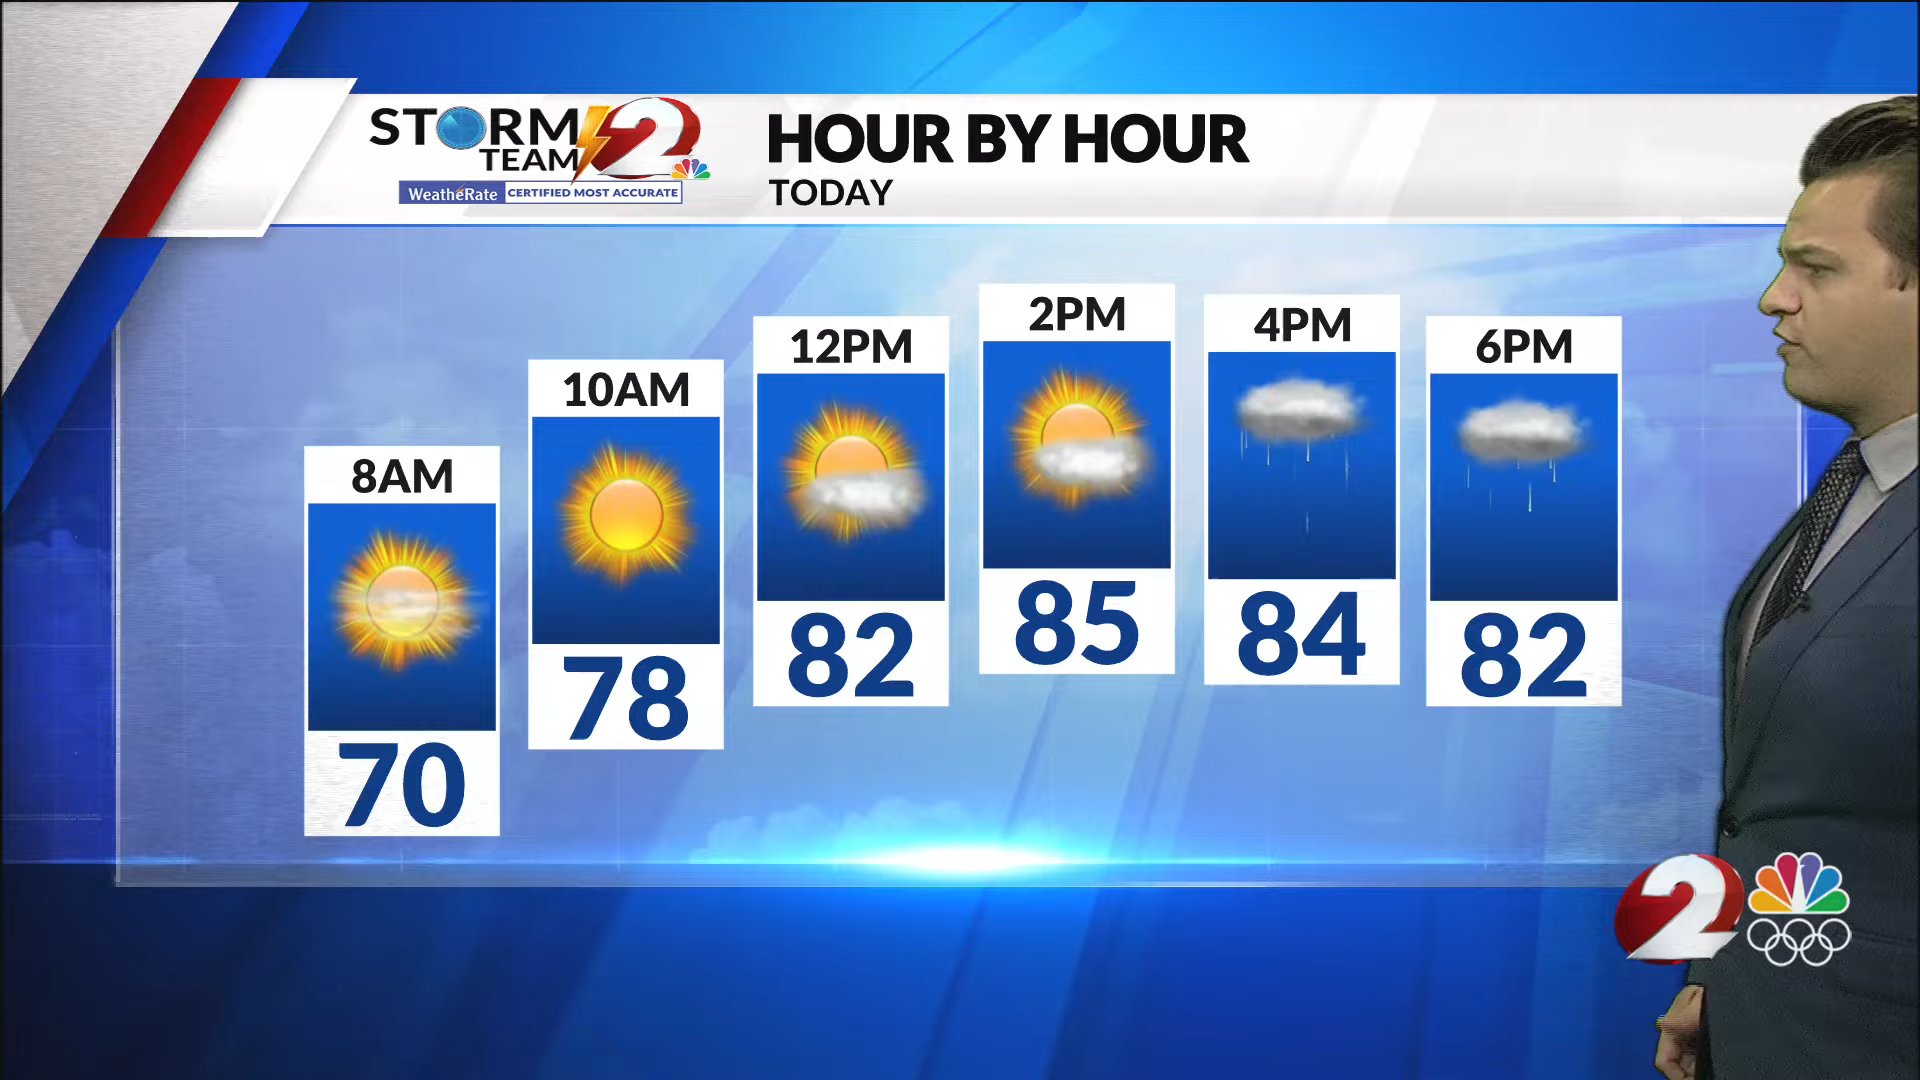 STORM
TEAM 2
WeatheRate CERTIFIED MOST ACCURATE
HOUR BY HOUR
TODAY
8AM
70
10AM
78
12PM
82
2PM
85
4PM
84
6PM
82
2